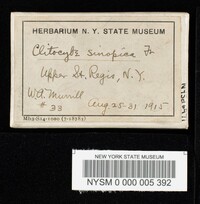 HERBARIUM N. Y. STATE MUSEUM
Clitocybe sinopica Fr
Upper St. Regis, N.Y.
W.A. Murrill
# 33 Aug 25-31 1915
NEW YORK STATE MUSEUM
NYSM 0 000 005 392